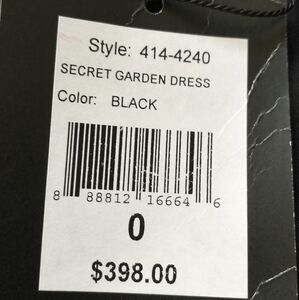 Style: 414-4240
SECRET GARDEN DRESS
Color: BLACK
8 88812 16664 6
0
$398.00